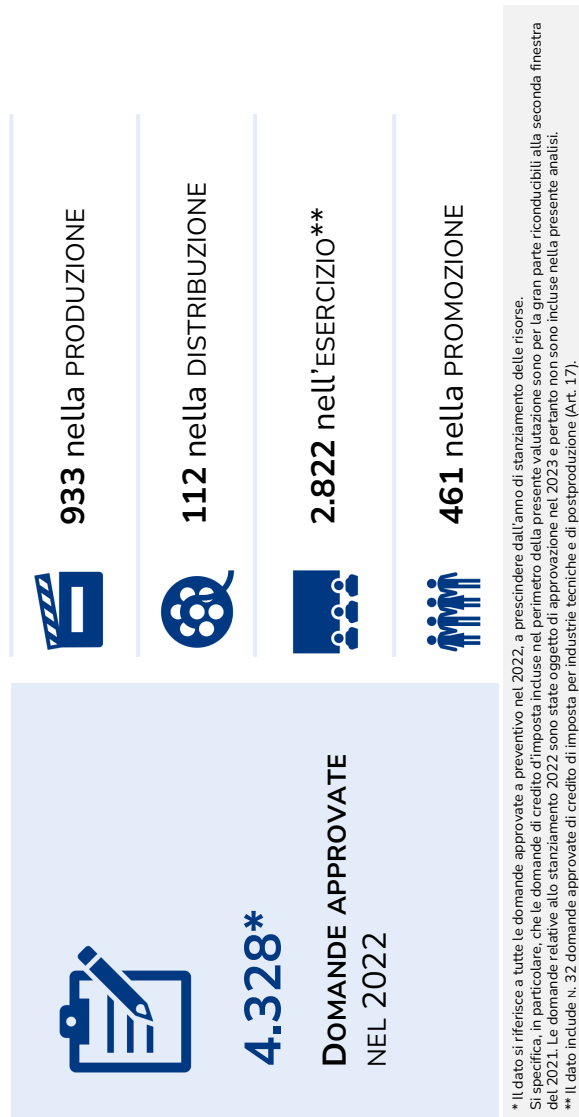 4.328*
DOMANDE APPROVATE
NEL 2022
933 nella PRODUZIONE
112 nella DISTRIBUZIONE
2.822 nell'ESERCIZIO**
461 nella PROMOZIONE
* Il dato si riferisce a tutte le domande approvate a preventivo nel 2022, a prescindere dall'anno di stanziamento delle risorse.
Si specifica, in particolare, che le domande di credito d'imposta incluse nel perimetro della presente valutazione sono per la gran parte riconducibili alla seconda finestra
del 2021. Le domande relative allo stanziamento 2022 sono state oggetto di approvazione nel 2023 e pertanto non sono incluse nella presente analisi.
** Il dato include N. 32 domande approvate di credito di imposta per industrie tecniche e di postproduzione (Art. 17).